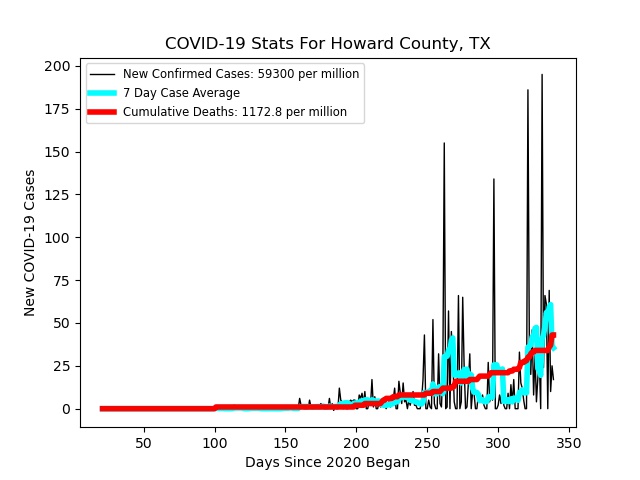 COVID-19 Stats For Howard County, TX
New Confirmed Cases: 59300 per million
7 Day Case Average
Cumulative Deaths: 1172.8 per million
New COVID-19 Cases
200
175
150
125
100
75
50
25
0
50 100 150 200 250 300 350
Days Since 2020 Began